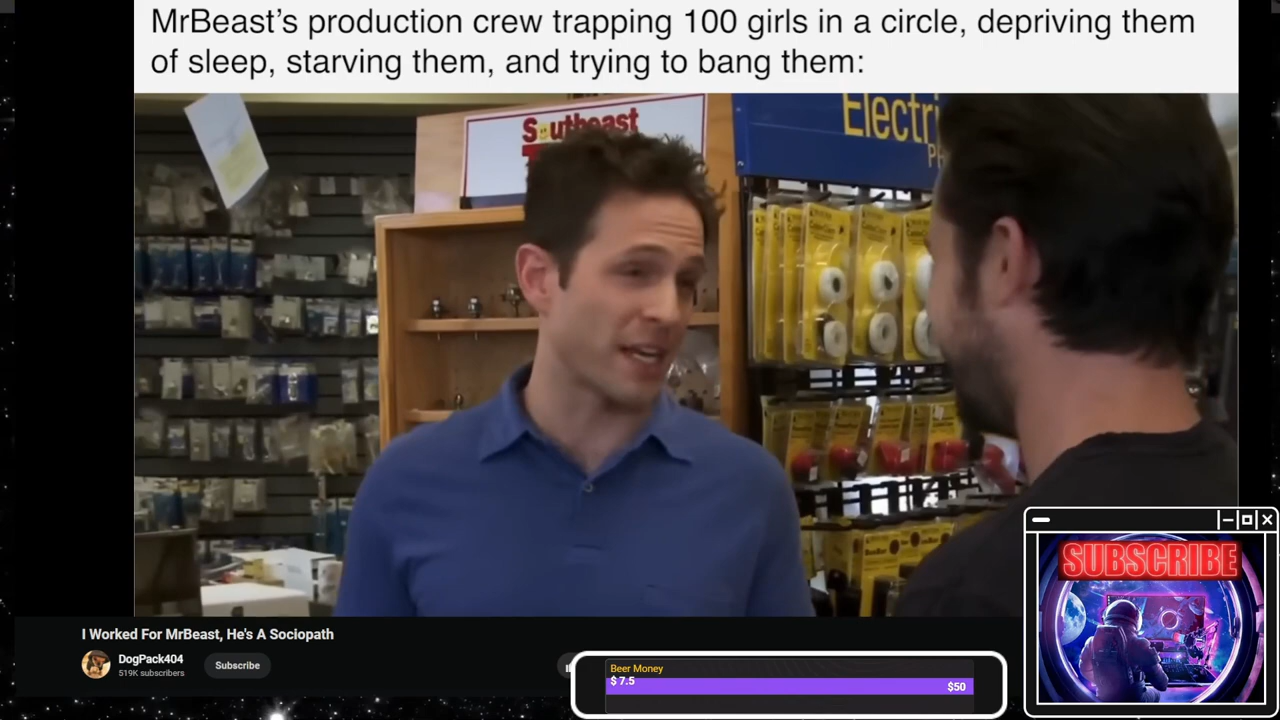 MrBeast’s production crew trapping 100 girls in a circle, depriving them
of sleep, starving them, and trying to bang them:
Southeast
Electri
I Worked For MrBeast, He's A Sociopath
DogPack404
519K subscribers
Subscribe
Beer Money
$ 7.5
$50
SUBSCRIBE